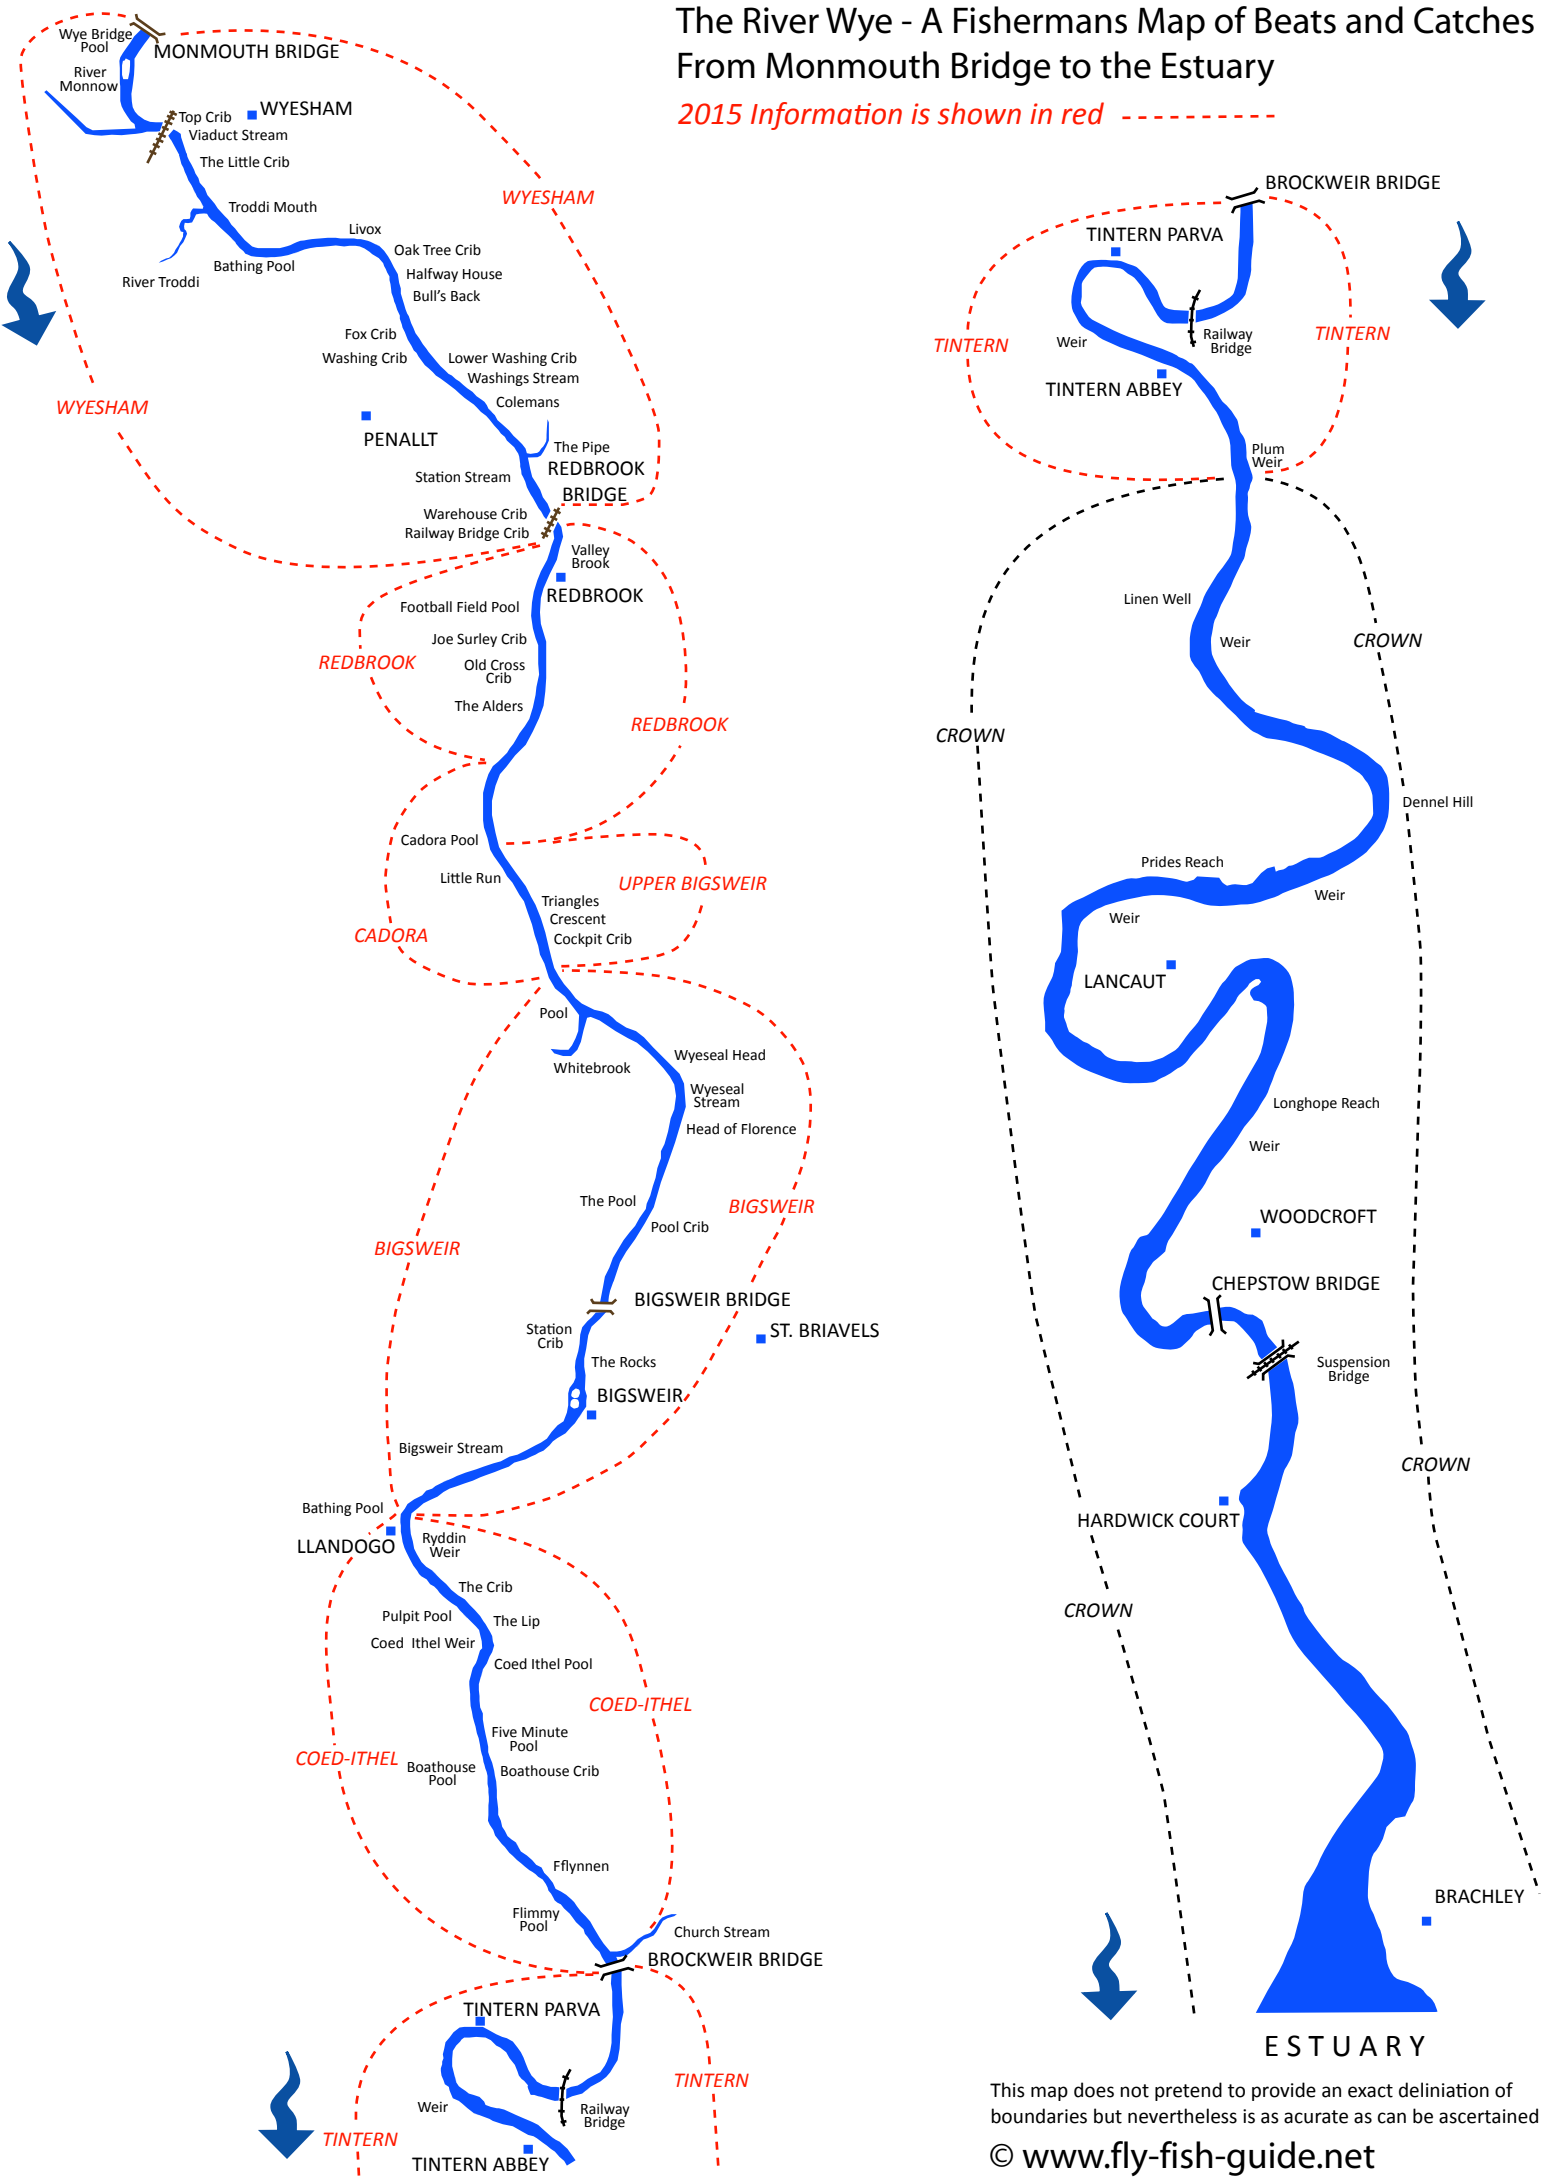 The River Wye - A Fishermans Map of Beats and Catches
From Monmouth Bridge to the Estuary
2015 Information is shown in red
Wye Bridge
Pool
MONMOUTH BRIDGE
River
Monnow
Top Crib
WYESHAM
Viaduct Stream
The Little Crib
WYESHAM
Troddi Mouth
Livox
Oak Tree Crib
Bathing Pool
River Troddi
Halfway House
Bull's Back
Fox Crib
Washing Crib
Lower Washing Crib
Washings Stream
Colemans
WYESHAM
PENALLT
The Pipe
REDBROOK
BRIDGE
Station Stream
Warehouse Crib
Railway Bridge Crib
Valley
Brook
REDBROOK
Football Field Pool
Joe Surley Crib
Old Cross
Crib
REDBROOK
The Alders
REDBROOK
Cadora Pool
Little Run
UPPER BIGSWEIR
Triangles
Crescent
Cockpit Crib
CADORA
Pool
Whitebrook
Wyeseal Head
Wyeseal
Stream
Head of Florence
The Pool
BIGSWEIR
Pool Crib
BIGSWEIR
BIGSWEIR BRIDGE
Station
Crib
ST. BRIAVELS
The Rocks
BIGSWEIR
Bigsweir Stream
Bathing Pool
LLANDOGO
Ryddin
Weir
The Crib
Pulpit Pool
The Lip
Coed Ithel Weir
Coed Ithel Pool
COED-ITHEL
Five Minute
Pool
COED-ITHEL
Boathouse
Pool
Boathouse Crib
Fflynnen
Flimmy
Pool
Church Stream
BROCKWEIR BRIDGE
TINTERN PARVA
TINTERN
Weir
Railway
Bridge
TINTERN
TINTERN ABBEY
BROCKWEIR BRIDGE
TINTERN PARVA
TINTERN
Weir
Railway
Bridge
TINTERN
TINTERN ABBEY
Plum
Weir
Linen Well
Weir
CROWN
CROWN
Dennel Hill
Prides Reach
Weir
Weir
LANCAUT
Longhope Reach
Weir
WOODCROFT
CHEPSTOW BRIDGE
Suspension
Bridge
CROWN
HARDWICK COURT
CROWN
BRACHLEY
ESTUARY
This map does not pretend to provide an exact deliniation of
boundaries but nevertheless is as acurate as can be ascertained
© www.fly-fish-guide.net